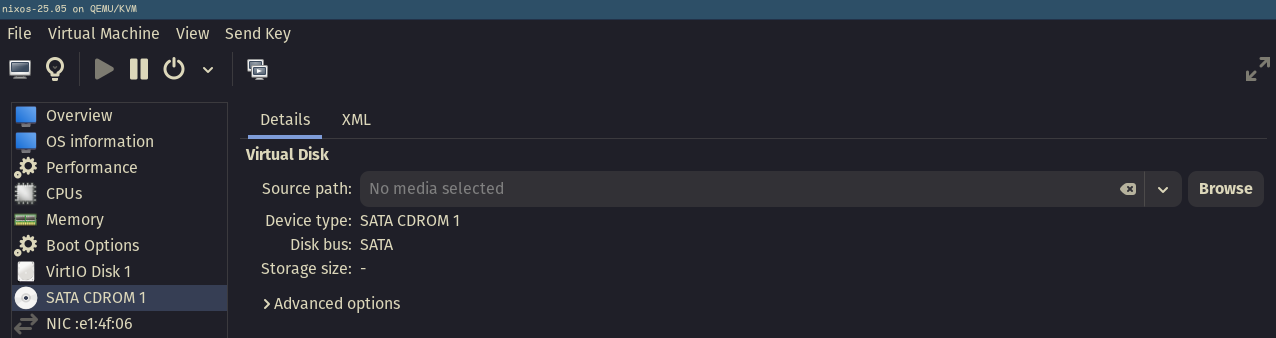 nixos-25.05 on QEMU/KVM
File Virtual Machine View Send Key
Overview
OS information
Performance
CPUs
Memory
Boot Options
VirtIO Disk 1
SATA CDROM 1
NIC :e1:4f:06
Details XML
Virtual Disk
Source path: No media selected Browse
Device type: SATA CDROM 1
Disk bus: SATA
Storage size: -
Advanced options